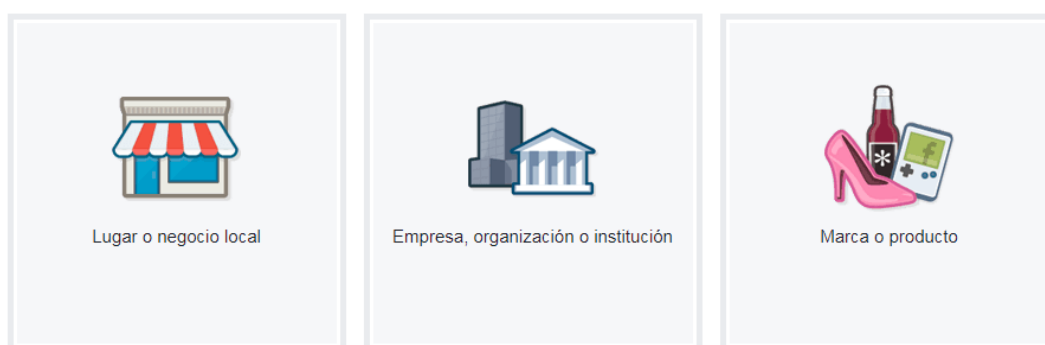 Lugar o negocio local
Empresa, organización o institución
Marca o producto